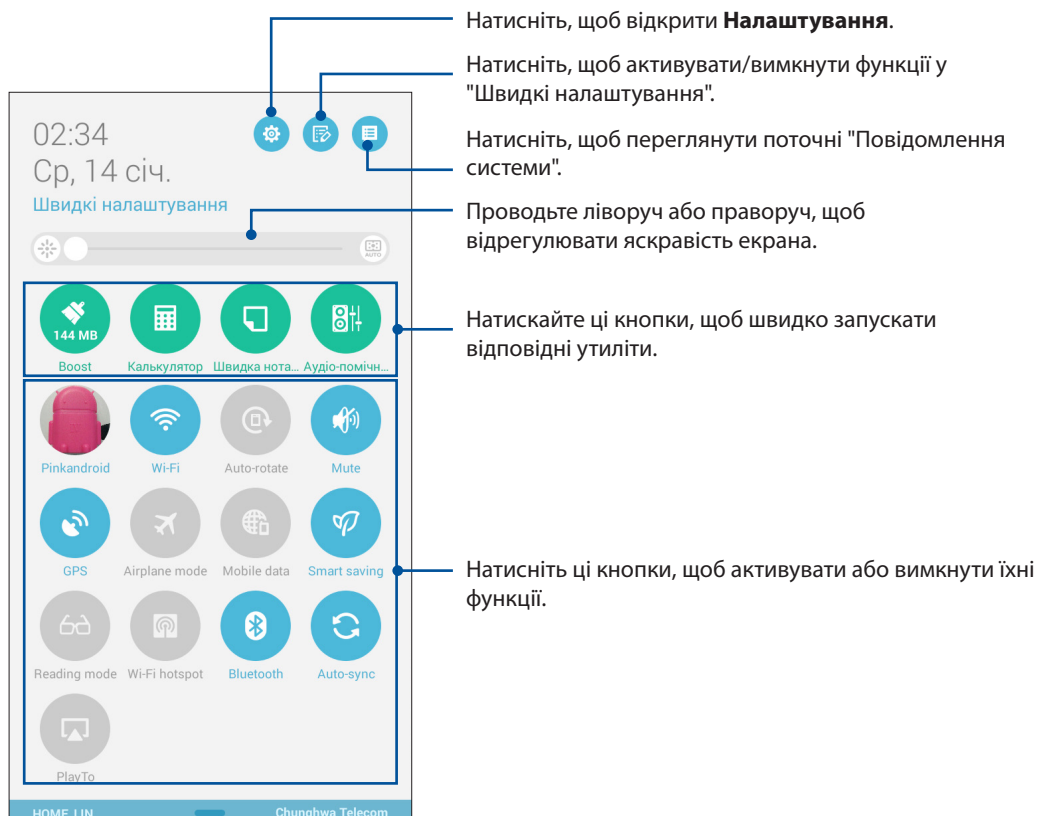 Натисніть, щоб відкрити Налаштування.
Натисніть, щоб активувати/вимкнути функції у
"Швидкі налаштування".
Натисніть, щоб переглянути поточні "Повідомлення
системи".
Проводьте ліворуч або праворуч, щоб
відрегулювати яскравість екрана.
Натискайте ці кнопки, щоб швидко запускати
відповідні утиліти.
Натисніть ці кнопки, щоб активувати або вимкнути їхні
функції.
02:34
Ср, 14 січ.
Швидкі налаштування
AUTO
144 MB
Boost Калькулятор Швидка нота... Аудіо-помічн...
Pinkandroid Wi-Fi Auto-rotate Mute
GPS Airplane mode Mobile data Smart saving
Reading mode Wi-Fi hotspot Bluetooth Auto-sync
PlayTo
HOME_LIN Chunghwa Telecom